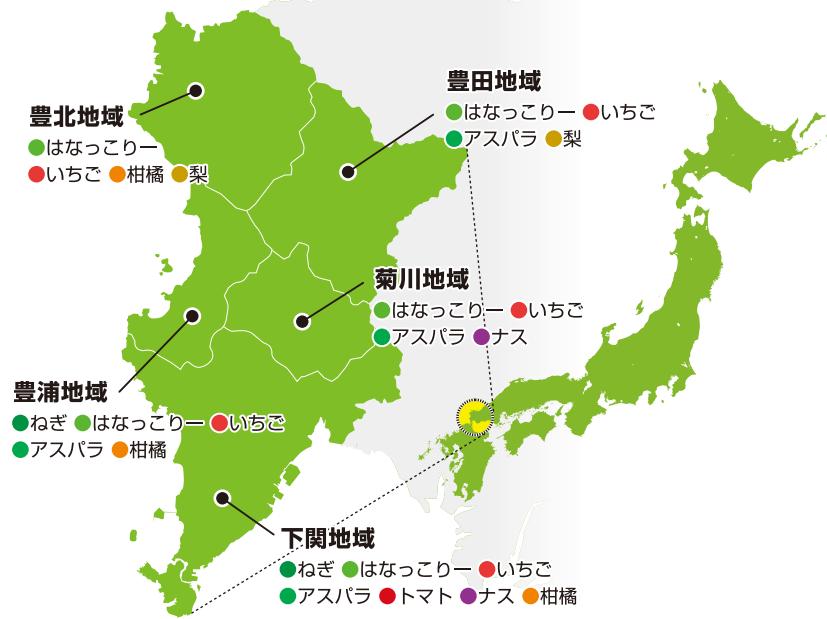 豊北地域
はなっこりー
いちご 柑橘 梨
豊田地域
はなっこりー いちご
アスパラ 梨
菊川地域
はなっこりー いちご
アスパラ ナス
豊浦地域
ねぎ はなっこりー いちご
アスパラ 柑橘
下関地域
ねぎ はなっこりー いちご
アスパラ トマト ナス 柑橘